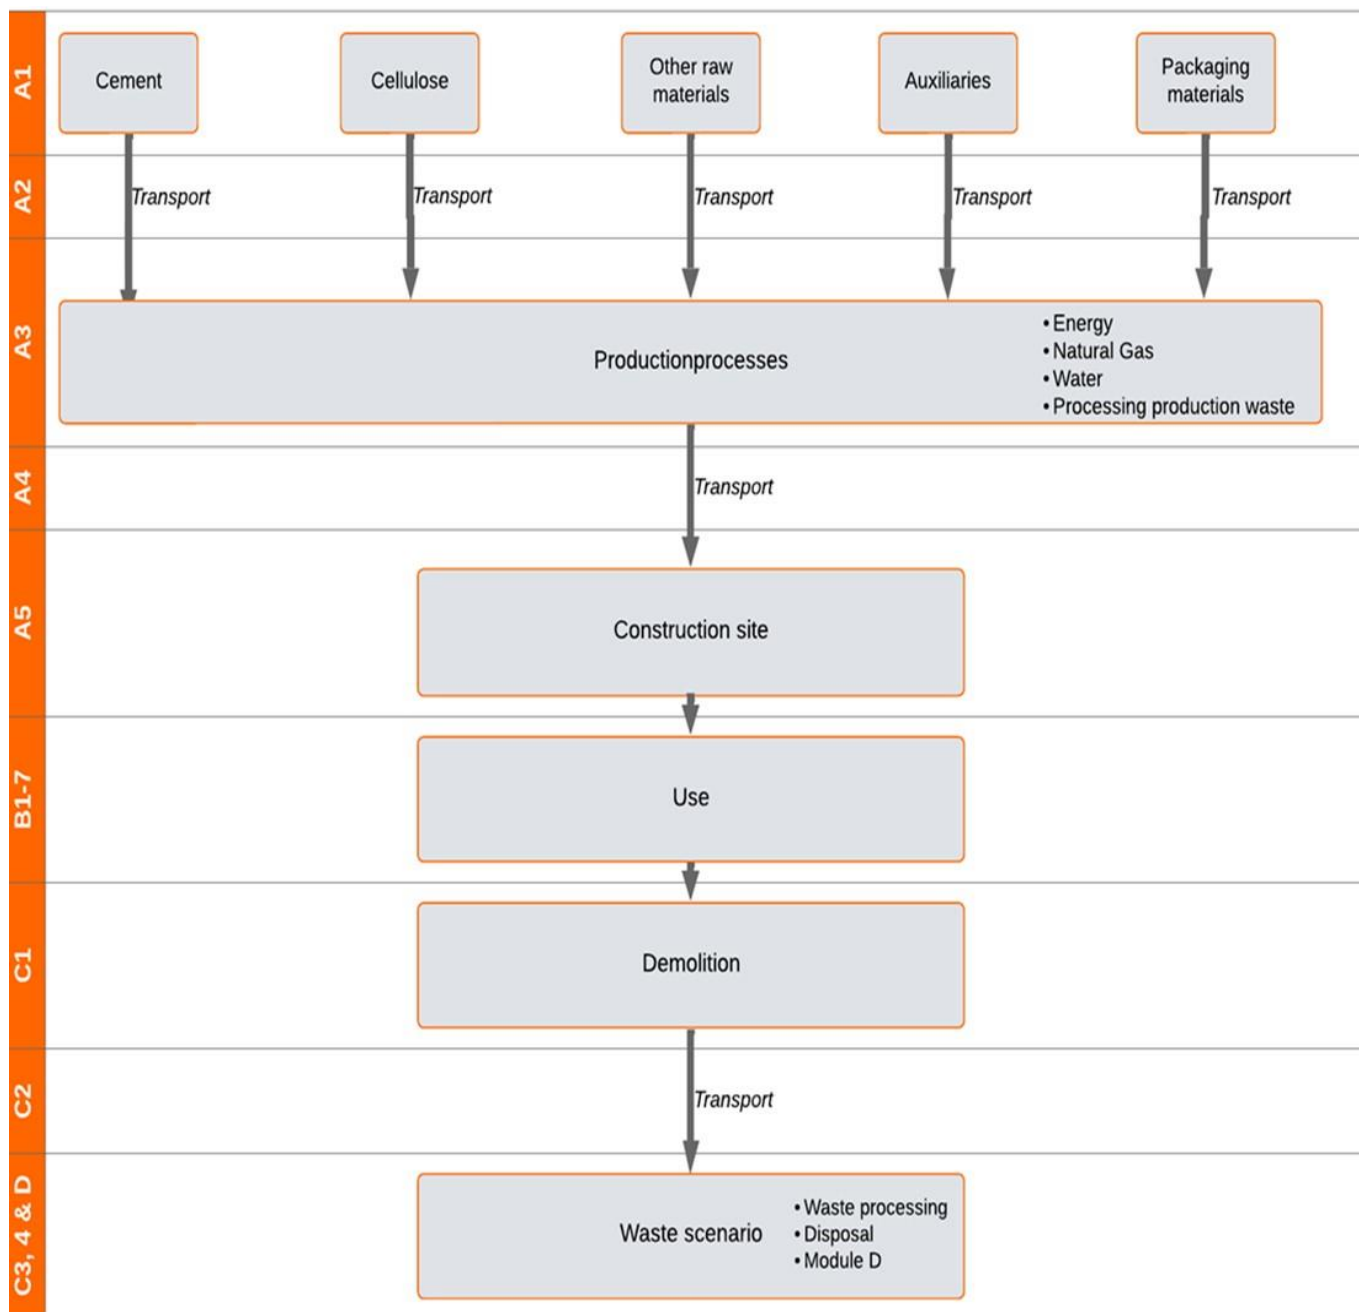 A1
Cement
Cellulose
Other raw
materials
Auxiliaries
Packaging
materials
A2
Transport
Transport
Transport
Transport
Transport
A3
Productionprocesses
• Energy
• Natural Gas
• Water
• Processing production waste
A4
Transport
A5
Construction site
B1-7
Use
C1
Demolition
C2
Transport
C3, 4 & D
Waste scenario
• Waste processing
• Disposal
• Module D